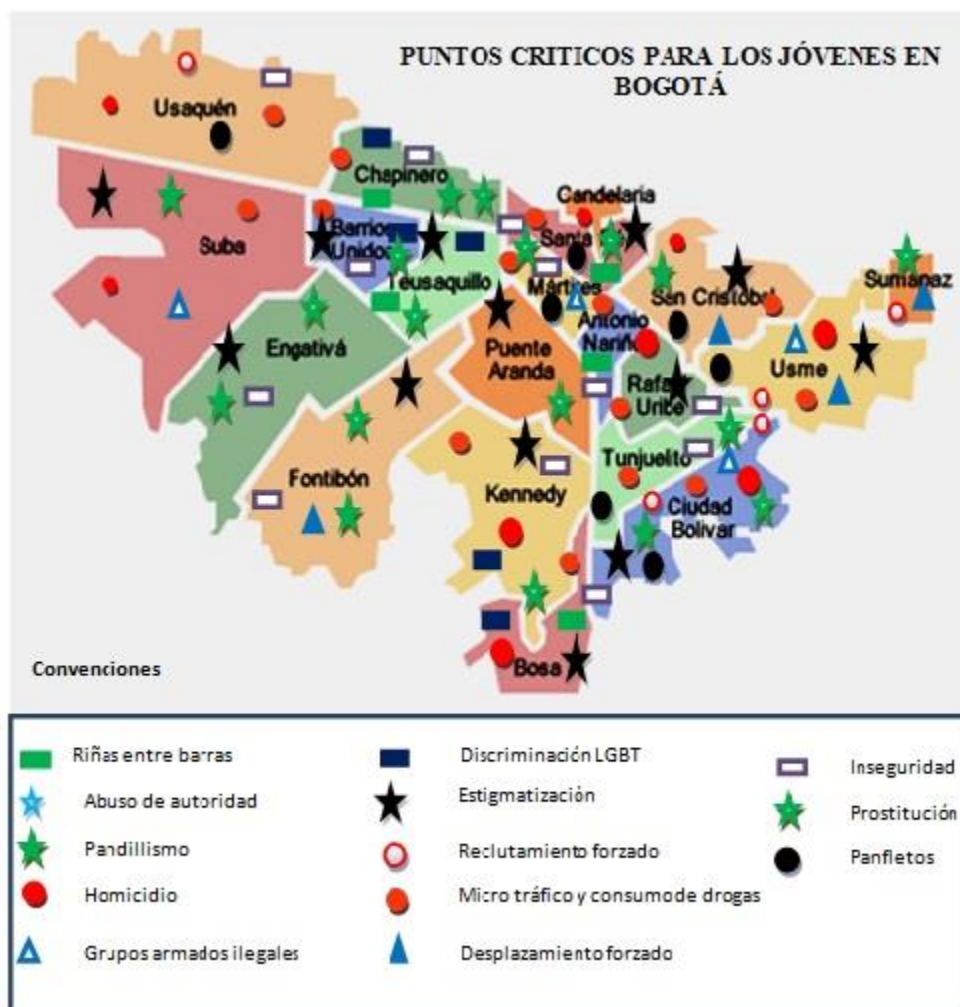 PUNTOS CRITICOS PARA LOS JÓVENES EN
BOGOTÁ
Usaquén
Chapinero
Candelaria
Suba
Barrios
Unidos
Santa
Teusaquillo
Mártires
San Cristóbal
Sumanaz
Engativá
Puente
Aranda
Antonio
Nariño
Usme
Rafael
Uribe
Fontibón
Kennedy
Tunjuelito
Ciudad
Bolivar
Bosa
Convenciones
Riñas entre barras
Discriminación LGBT
Inseguridad
Abuso de autoridad
Estigmatización
Prostitución
Pandillismo
Reclutamiento forzado
Panfletos
Homicidio
Micro tráfico y consumo de drogas
Grupos armados ilegales
Desplazamiento forzado